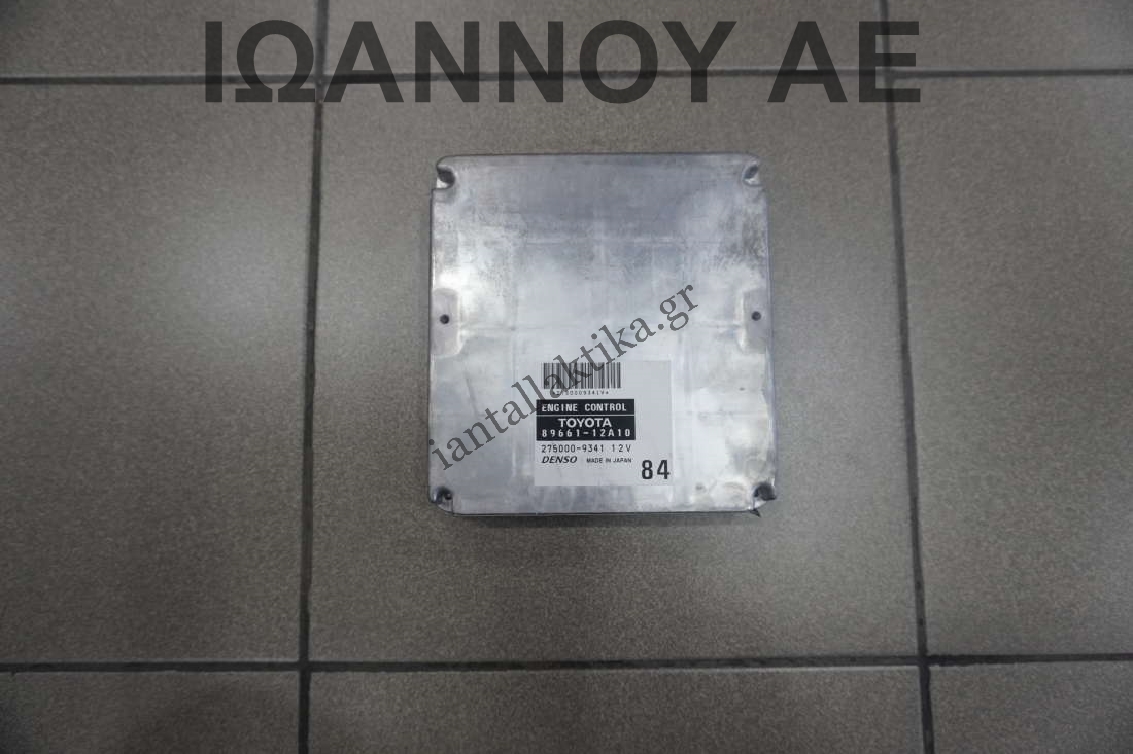 ΙΩΑΝΝΟΥ ΑΕ
iantallaktika.gr
ENGINE CONTROL
TOYOTA
89661-12A10
275000-9341 12V
DENSO MADE IN JAPAN
84